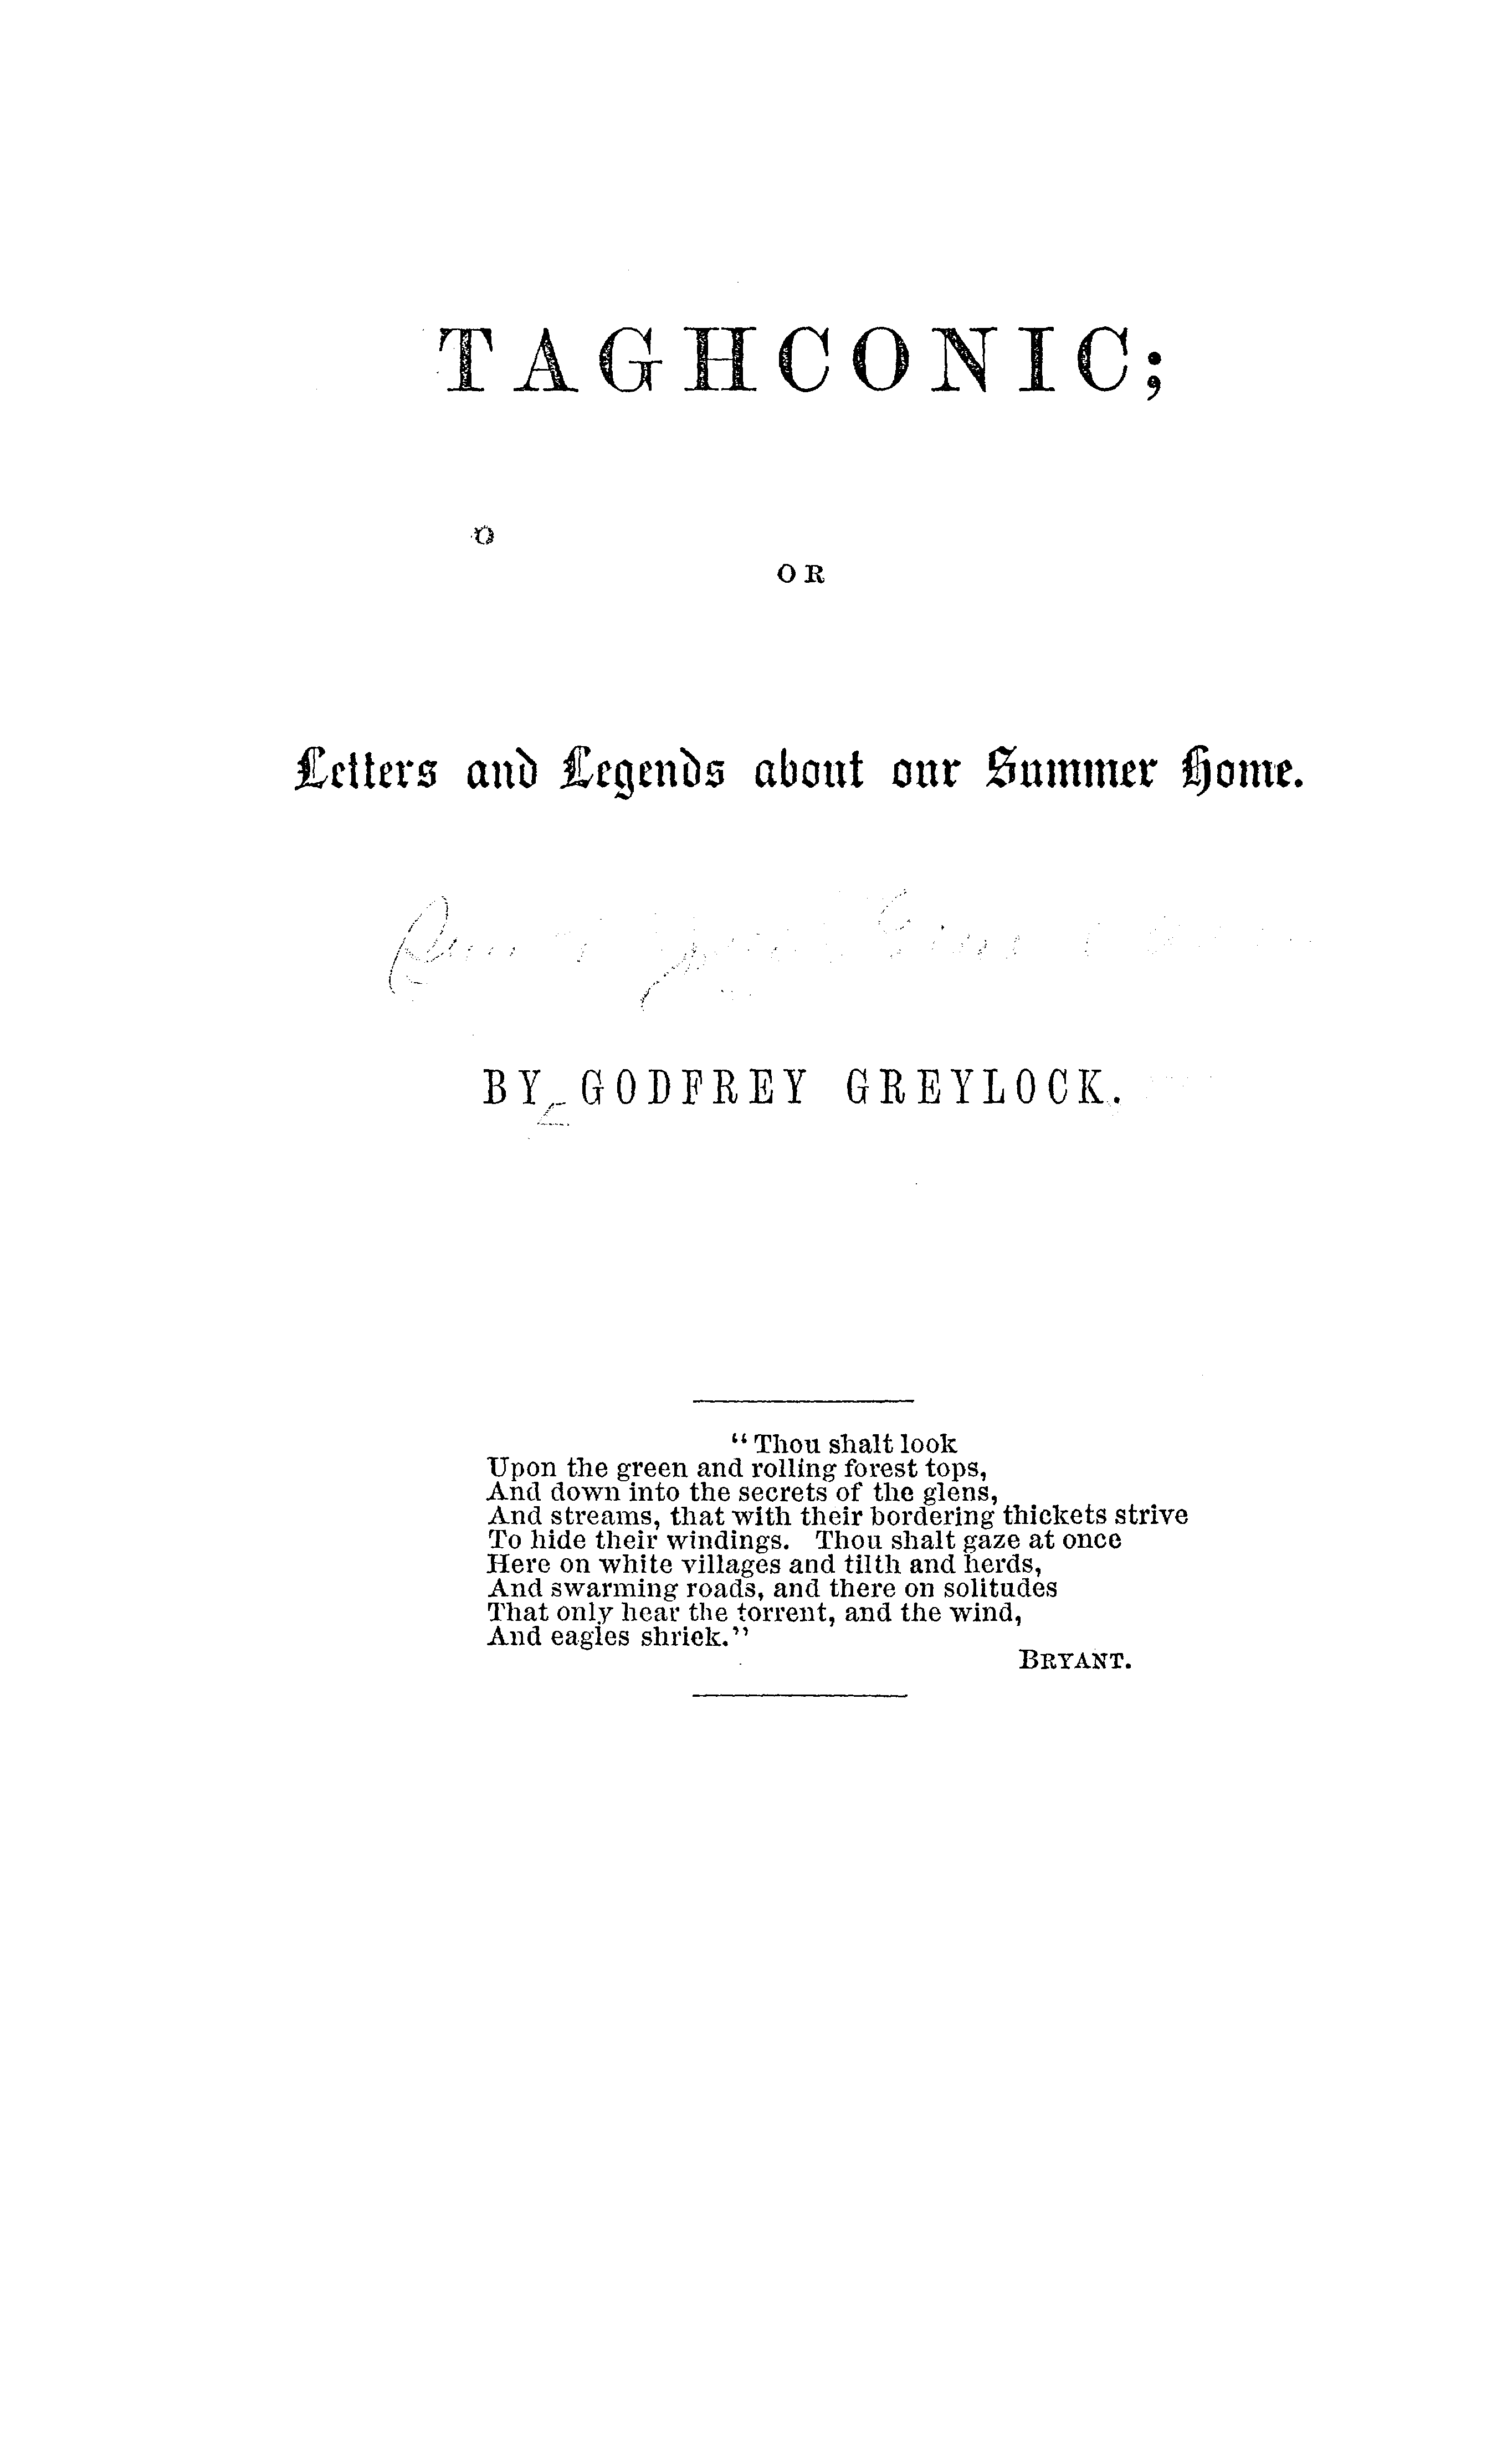 TAGHCONIC;
OR
Letters and Legends about our Summer Home.
BY GODFREY GREYLOCK.
“Thou shalt look
Upon the green and rolling forest tops,
And down into the secrets of the glens,
And streams, that with their bordering thickets strive
To hide their windings. Thou shalt gaze at once
Here on white villages and tilth and herds,
And swarming roads, and there on solitudes
That only hear the torrent, and the wind,
And eagles shriek.”
BRYANT.